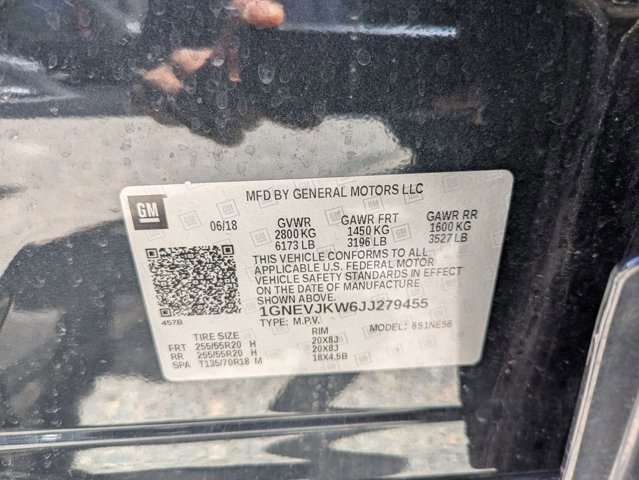 MFD BY GENERAL MOTORS LLC
GM
06/18 GVWR GAWR FRT GAWR RR
2800 KG 1450 KG 1600 KG
6173 LB 3196 LB 3527 LB
THIS VEHICLE CONFORMS TO ALL
APPLICABLE U.S. FEDERAL MOTOR
VEHICLE SAFETY STANDARDS IN EFFECT
ON THE DATE OF MANUFACTURE
SHOWN ABOVE.
1GNEVJKW6JJ279455
457B
TYPE: M.P.V. MODEL: 651NE56
TIRE SIZE RIM
FRT 255/55R20 H 20X8J
RR 255/55R20 H 20X8J
SPA T135/70R18 M 18X4.5B